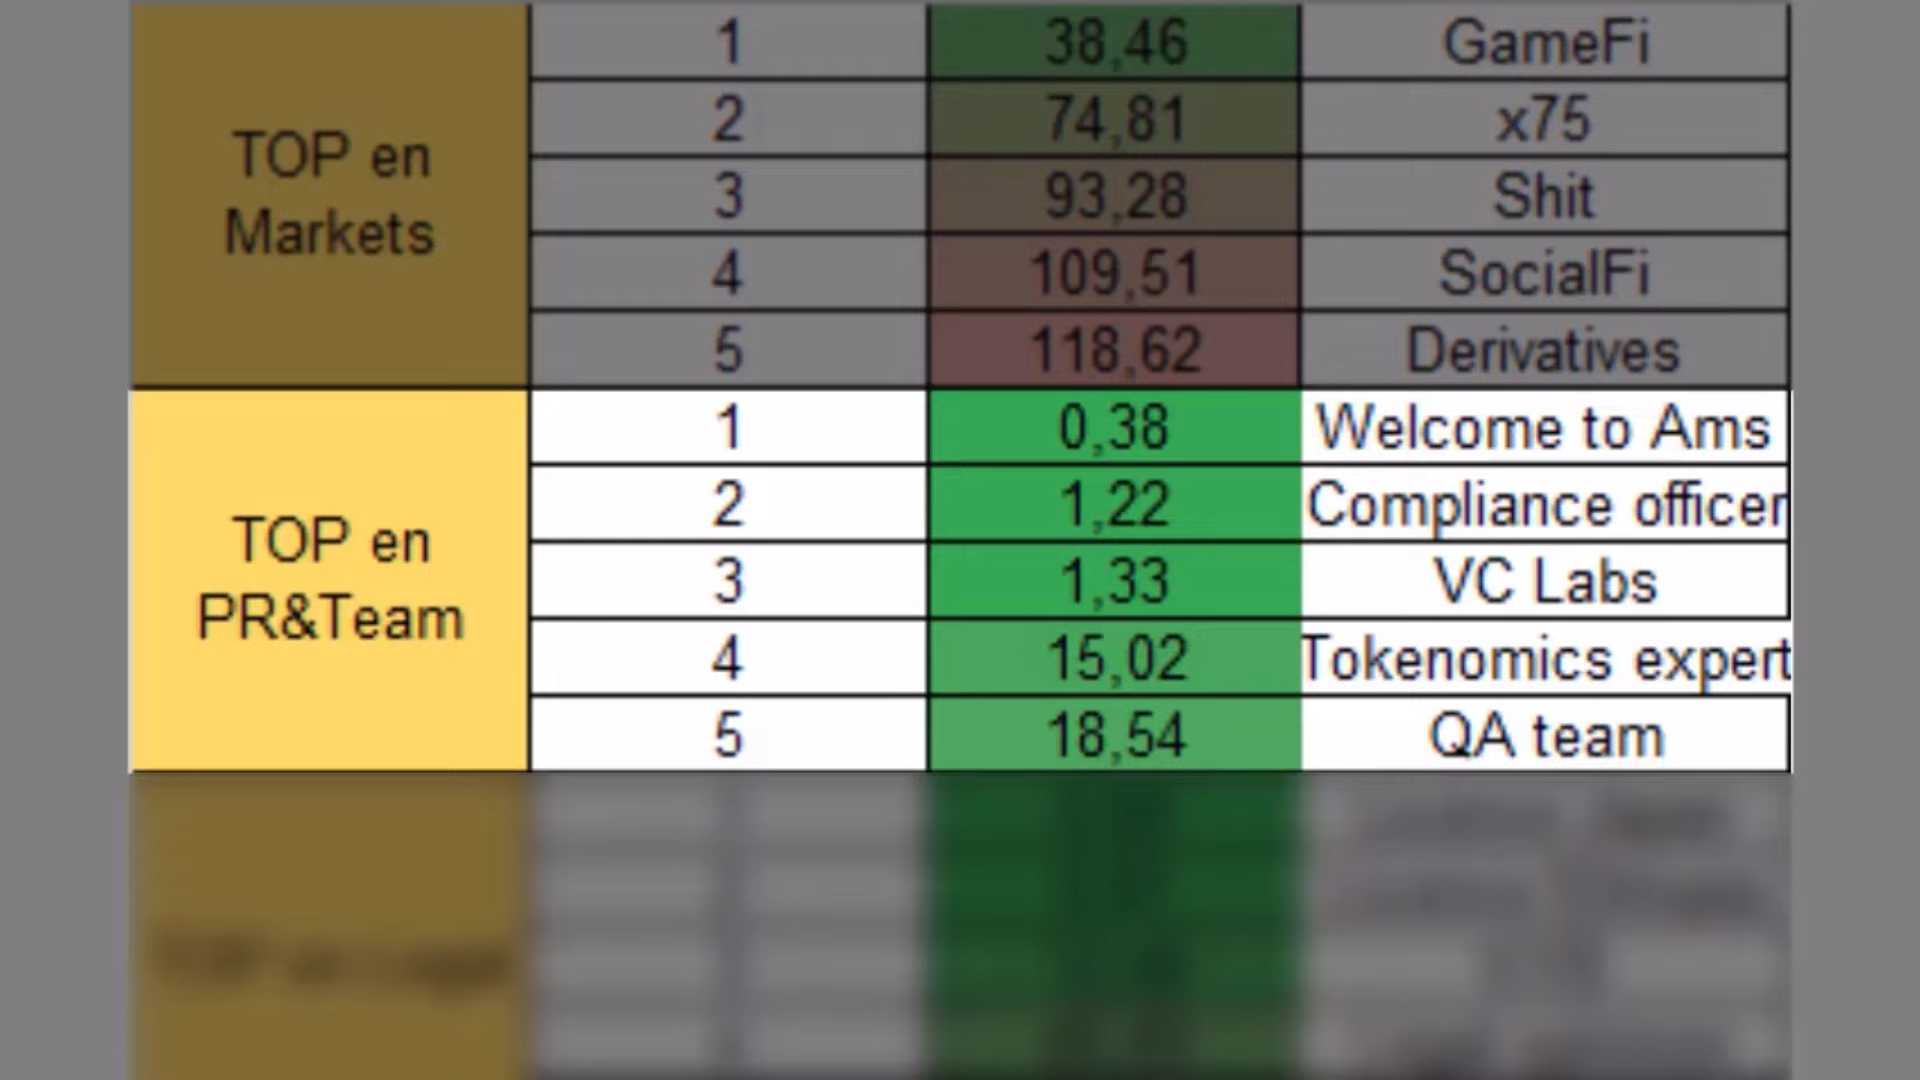 TOP en
Markets
1 38,46 GameFi
2 74,81 x75
3 93,28 Shit
4 109,51 SocialFi
5 118,62 Derivatives
TOP en
PR&Team
1 0,38 Welcome to Ams
2 1,22 Compliance officer
3 1,33 VC Labs
4 15,02 Tokenomics expert
5 18,54 QA team